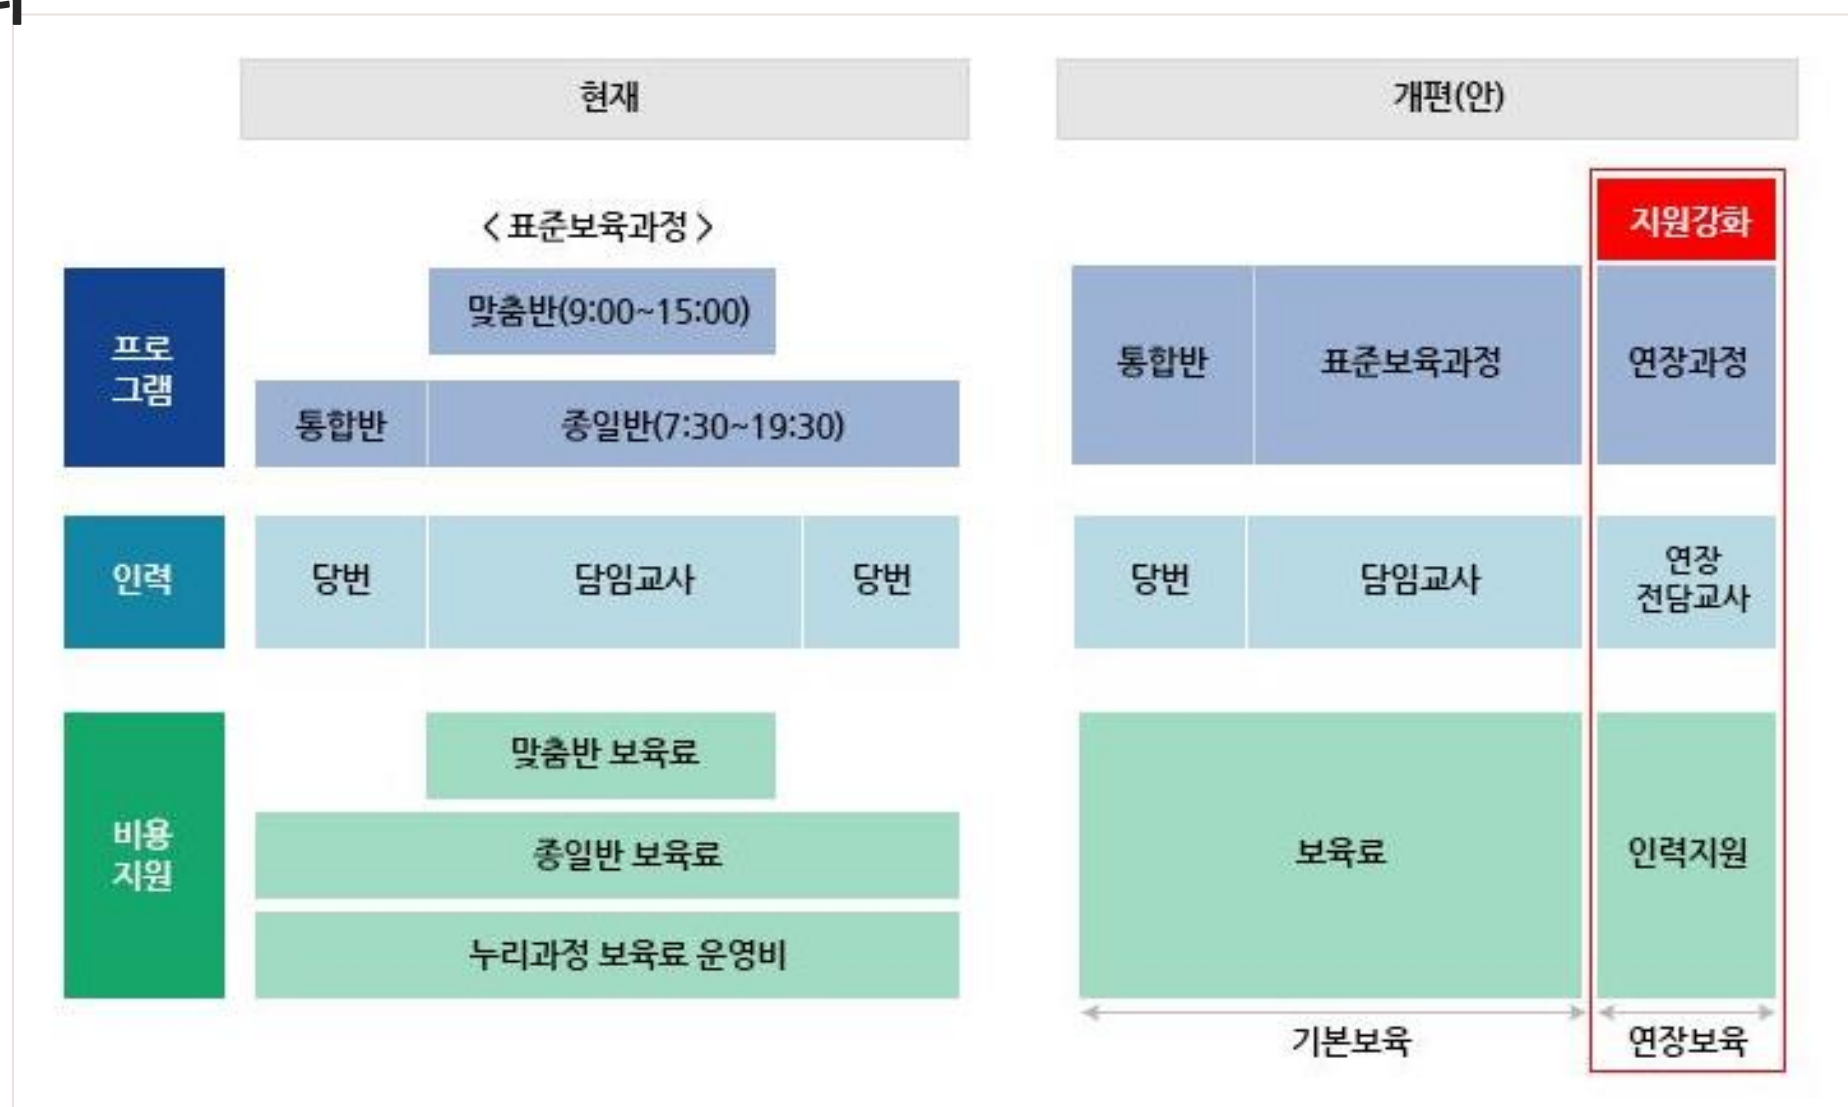 현재
개편(안)
< 표준보육과정 >
지원강화
프로
그램
맞춤반(9:00~15:00)
통합반
종일반(7:30~19:30)
통합반
표준보육과정
연장과정
인력
당번
담임교사
당번
당번
담임교사
연장
전담교사
비용
지원
맞춤반 보육료
종일반 보육료
누리과정 보육료 운영비
보육료
인력지원
기본보육
연장보육